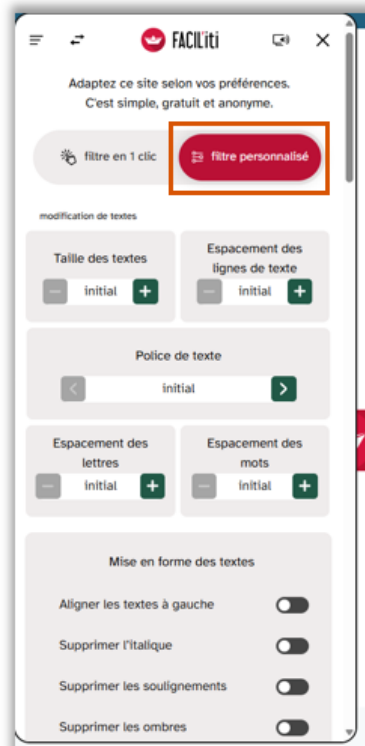 FACIL'iti
Adaptez ce site selon vos préférences.
C'est simple, gratuit et anonyme.
filtre en 1 clic
filtre personnalisé
modification de textes
Taille des textes
Espacement des
lignes de texte
initial
initial
Police de texte
initial
Espacement des
lettres
Espacement des
mots
initial
initial
Mise en forme des textes
Aligner les textes à gauche
Supprimer l'italique
Supprimer les soulignements
Supprimer les ombres